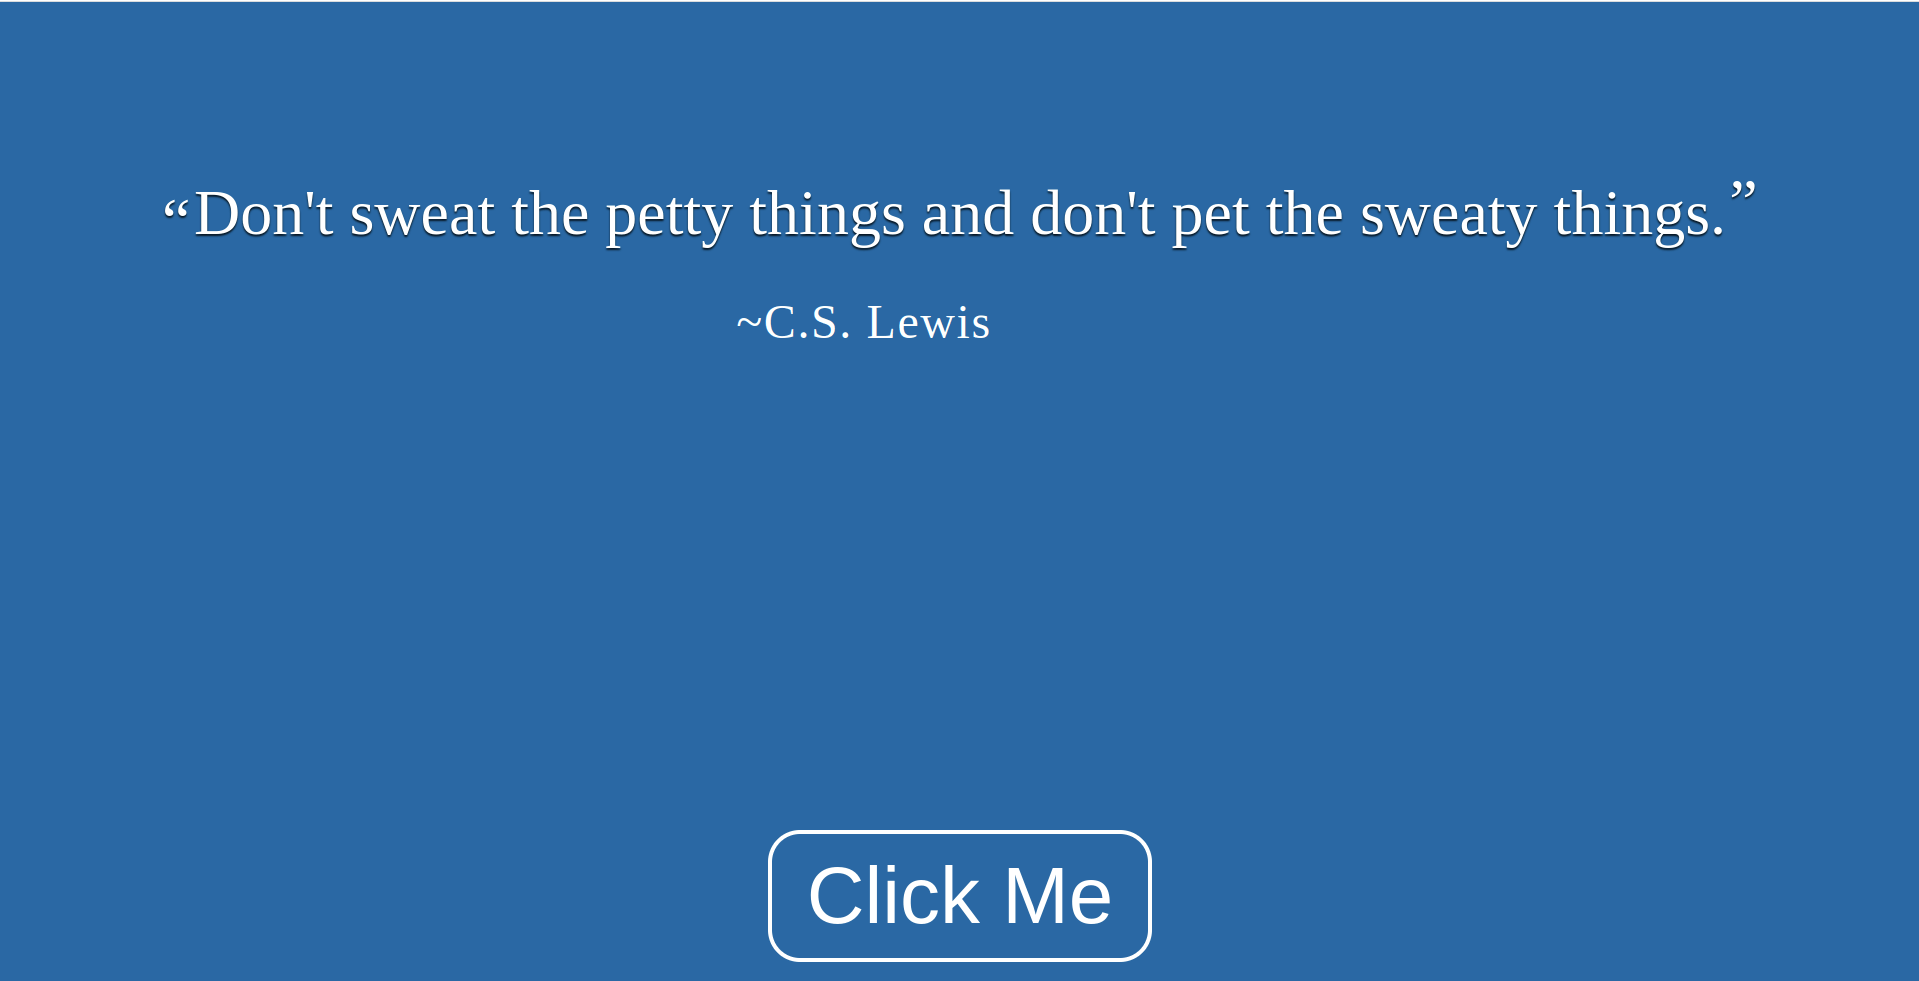 “Don't sweat the petty things and don't pet the sweaty things.”
~C.S. Lewis
Click Me